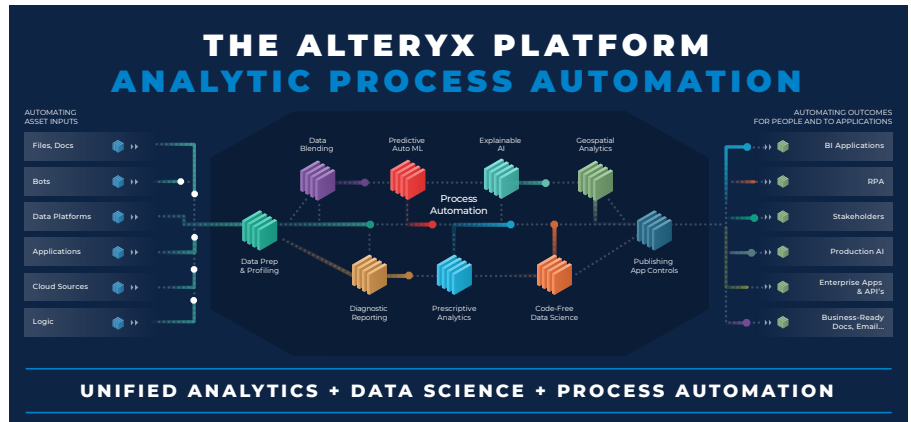 THE ALTERYX PLATFORM
ANALYTIC PROCESS AUTOMATION
AUTOMATING
ASSET INPUTS
Files, Docs
Bots
Data Platforms
Applications
Cloud Sources
Logic
Data
Blending
Predictive
Auto ML
Explainable
AI
Geospatial
Analytics
Process
Automation
Data Prep
& Profiling
Publishing
App Controls
Diagnostic
Reporting
Prescriptive
Analytics
Code-Free
Data Science
AUTOMATING OUTCOMES
FOR PEOPLE AND TO APPLICATIONS
BI Applications
RPA
Stakeholders
Production AI
Enterprise Apps
& API's
Business-Ready
Docs, Email...
UNIFIED ANALYTICS + DATA SCIENCE + PROCESS AUTOMATION